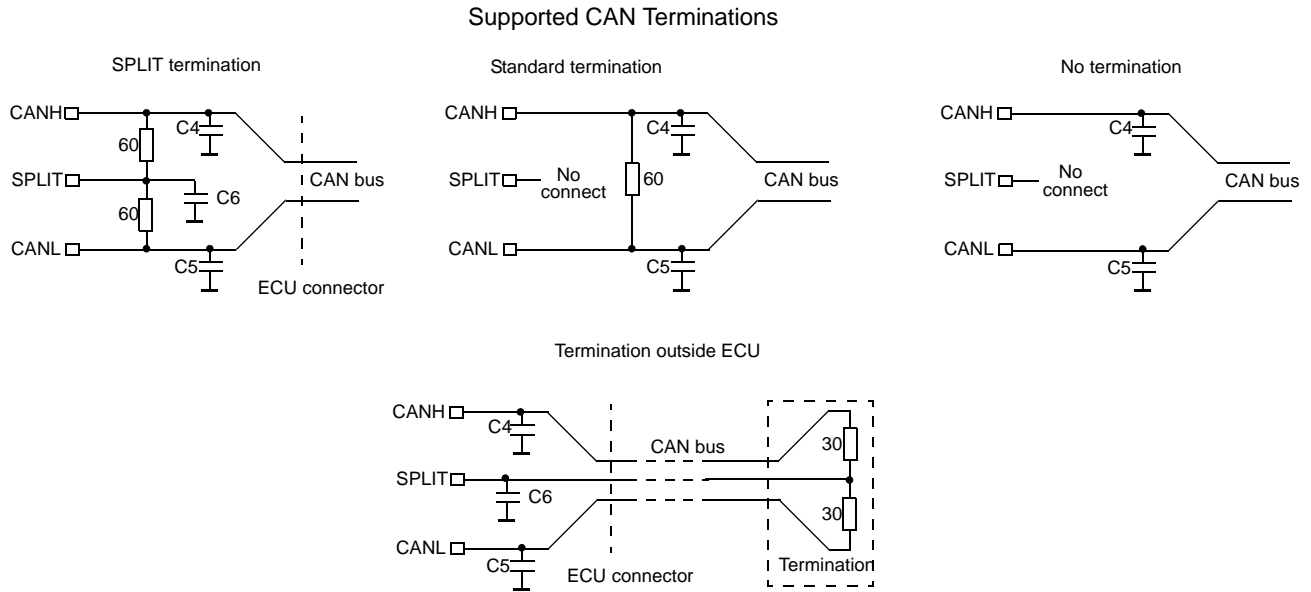 Supported CAN Terminations
SPLIT termination
CANH
C4
60
SPLIT
CAN bus
C6
60
CANL
C5
ECU connector
Standard termination
CANH
C4
SPLIT
No
connect
60
CAN bus
CANL
C5
No termination
CANH
C4
SPLIT
No
connect
CAN bus
CANL
C5
Termination outside ECU
CANH
C4
CAN bus
30
SPLIT
C6
30
CANL
C5
ECU connector
Termination